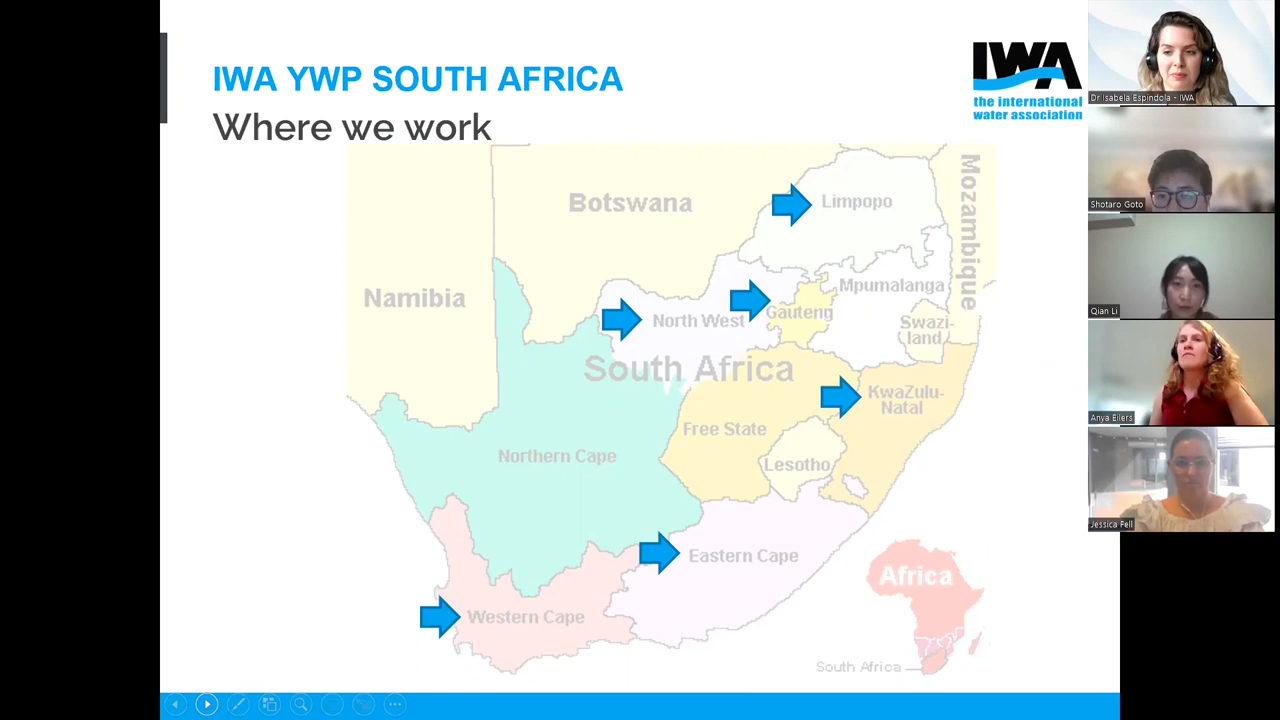 IWA YWP SOUTH AFRICA
Where we work
IWA
the international
water association
Botswana
Limpopo
Mozambique
Namibia
Mpumalanga
North West
Gauteng
Swazi-
land
South Africa
KwaZulu-
Natal
Free State
Northern Cape
Lesotho
Eastern Cape
Western Cape
Africa
South Africa
Dr Isabela Espindola - IWA
Shotaro Goto
Qian Li
Anya Eilers
Jessica Fell